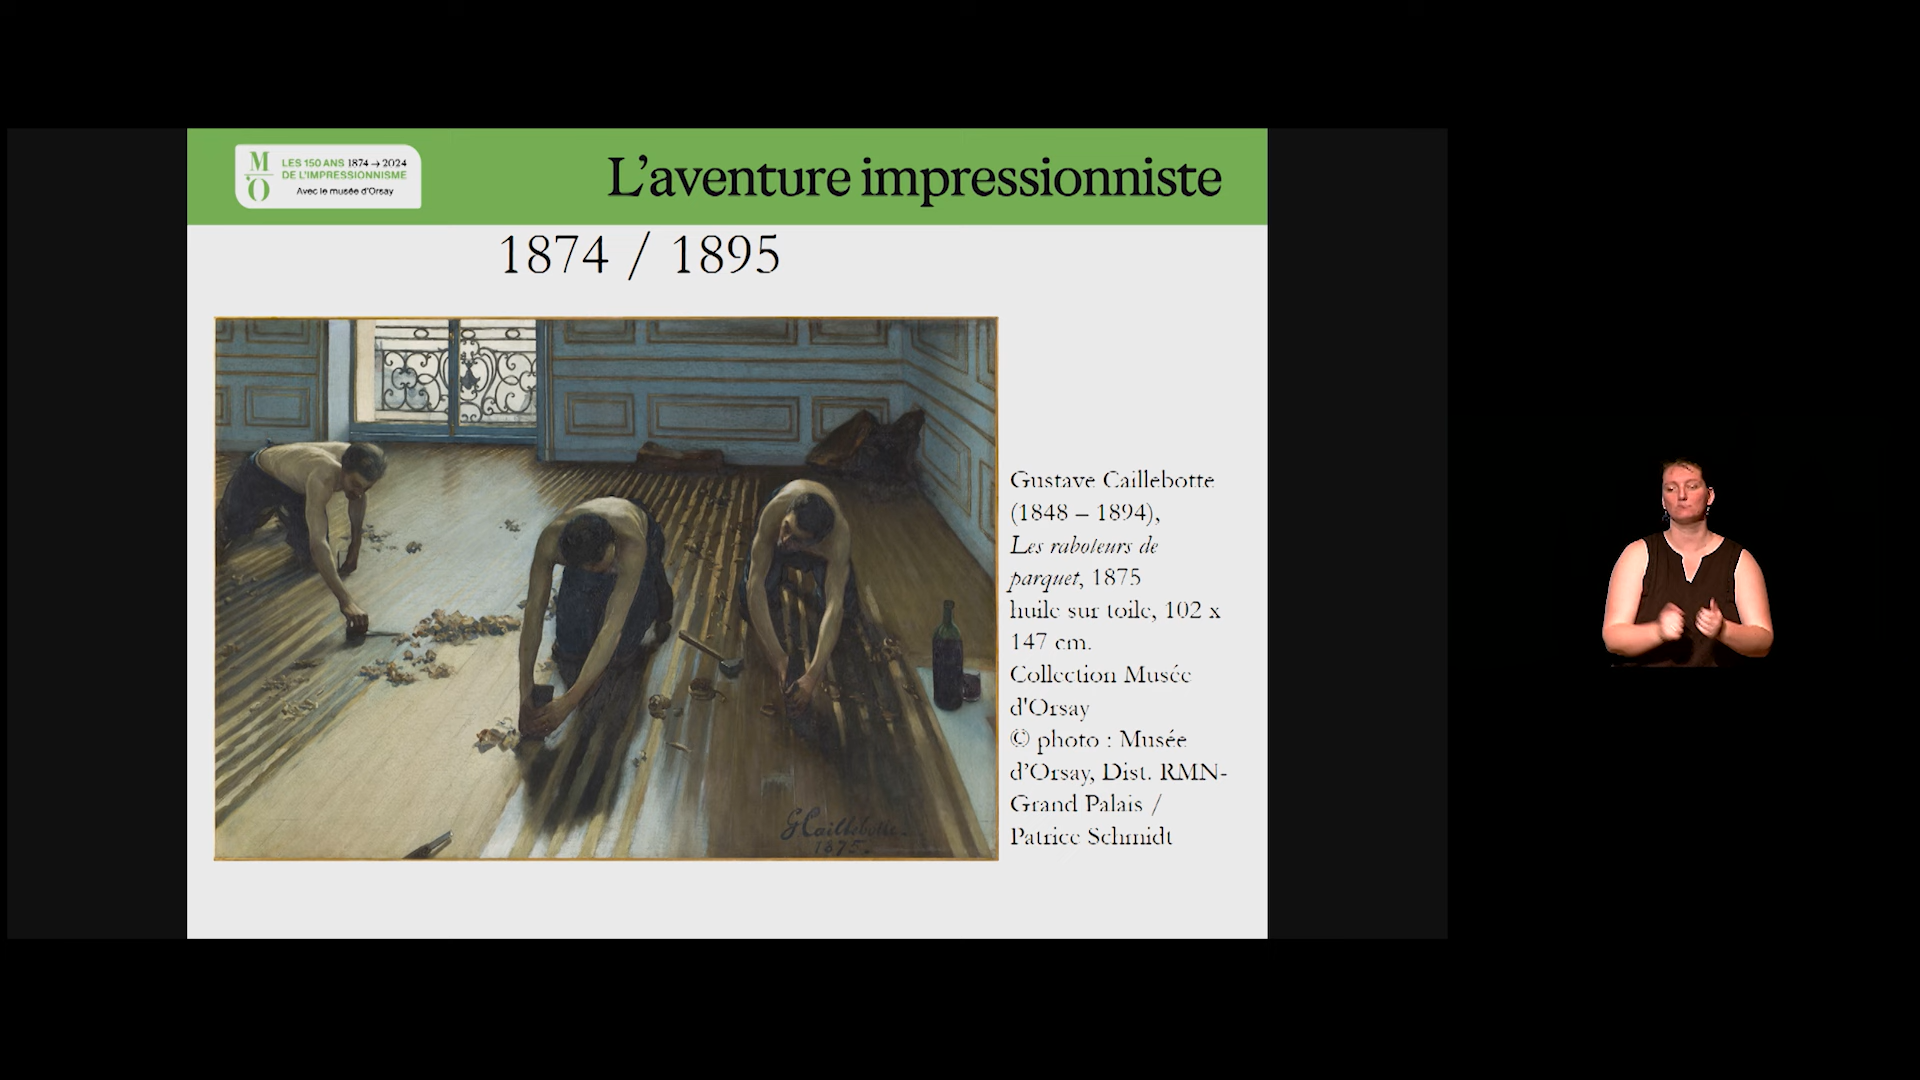 M
'O
LES 150 ANS 1874 → 2024
DE L'IMPRESSIONNISME
Avec le musée d'Orsay
L'aventure impressionniste
1874 / 1895
G Caillebotte
1875.
Gustave Caillebotte
(1848 – 1894),
Les raboteurs de
parquet, 1875
huile sur toile, 102 x
147 cm.
Collection Musée
d'Orsay
© photo : Musée
d'Orsay, Dist. RMN-
Grand Palais /
Patrice Schmidt